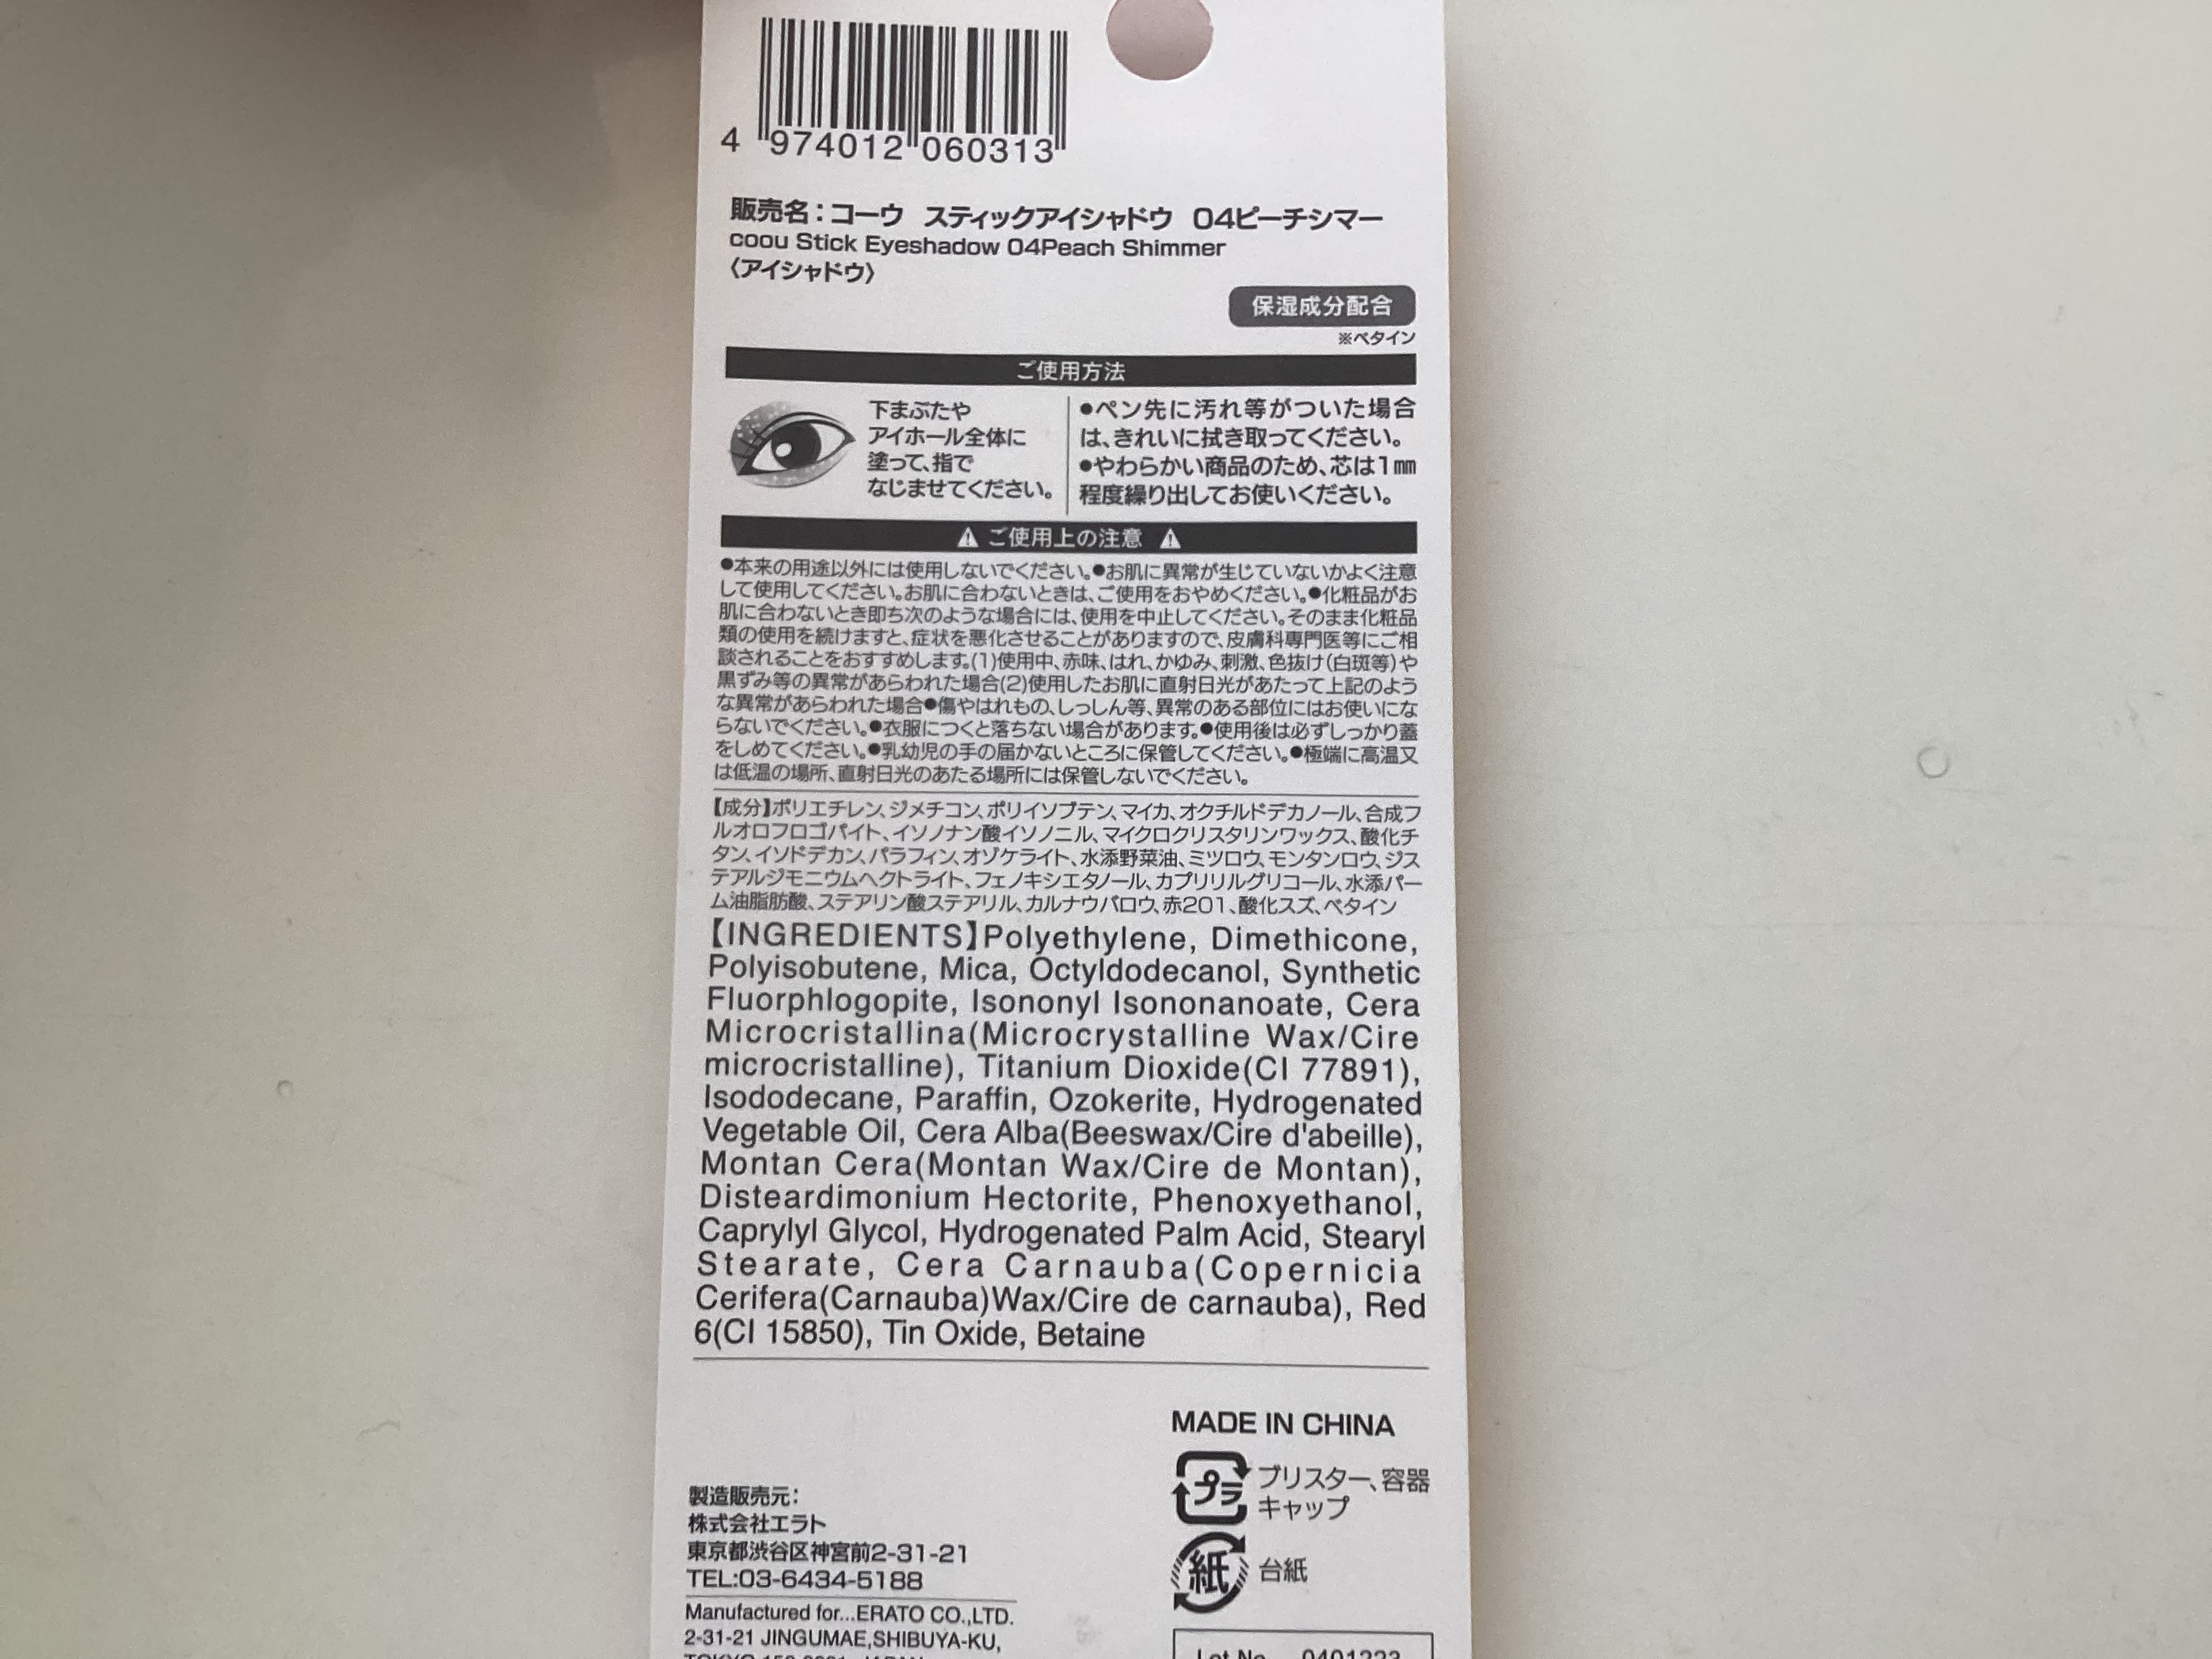 4 974012 060313
販売名：コーウ スティックアイシャドウ 04ピーチシマー
coou Stick Eyeshadow 04Peach Shimmer
〈アイシャドウ〉
保湿成分配合
※ベタイン
ご使用方法
下まぶたや
アイホール全体に
塗って、指で
なじませてください。
●ペン先に汚れ等がついた場合
は、きれいに拭き取ってください。
●やわらかい商品のため、芯は1㎜
程度繰り出してお使いください。
⚠ ご使用上の注意 ⚠
●本来の用途以外には使用しないでください。●お肌に異常が生じていないかよく注意
して使用してください。お肌に合わないときは、ご使用をおやめください。●化粧品がお
肌に合わないとき即ち次のような場合には、使用を中止してください。そのまま化粧品
類の使用を続けますと、症状を悪化させることがありますので、皮膚科専門医等にご相
談されることをおすすめします。(1)使用中、赤味、はれ、かゆみ、刺激、色抜け(白斑等)や
黒ずみ等の異常があらわれた場合(2)使用したお肌に直射日光があたって上記のよう
な異常があらわれた場合●傷やはれもの、しっしん等、異常のある部位にはお使いにな
らないでください。●衣服につくと落ちない場合があります。●使用後は必ずしっかり蓋
をしめてください。●乳幼児の手の届かないところに保管してください。●極端に高温又
は低温の場所、直射日光のあたる場所には保管しないでください。
【成分】ポリエチレン、ジメチコン、ポリイソブテン、マイカ、オクチルドデカノール、合成フ
ルオロフロゴパイト、イソノナン酸イソノニル、マイクロクリスタリンワックス、酸化チ
タン、イソドデカン、パラフィン、オゾケライト、水添野菜油、ミツロウ、モンタンロウ、ジス
テアルジモニウムヘクトライト、フェノキシエタノール、カプリリルグリコール、水添パー
ム油脂肪酸、ステアリン酸ステアリル、カルナウバロウ、赤201、酸化スズ、ベタイン
【INGREDIENTS】Polyethylene, Dimethicone,
Polyisobutene, Mica, Octyldodecanol, Synthetic
Fluorphlogopite, Isononyl Isononanoate, Cera
Microcristallina(Microcrystalline Wax/Cire
microcristalline), Titanium Dioxide(CI 77891),
Isododecane, Paraffin, Ozokerite, Hydrogenated
Vegetable Oil, Cera Alba(Beeswax/Cire d'abeille),
Montan Cera(Montan Wax/Cire de Montan),
Disteardimonium Hectorite, Phenoxyethanol,
Caprylyl Glycol, Hydrogenated Palm Acid, Stearyl
Stearate, Cera Carnauba(Copernicia
Cerifera(Carnauba)Wax/Cire de carnauba), Red
6(CI 15850), Tin Oxide, Betaine
MADE IN CHINA
プラ ブリスター、容器
キャップ
紙 台紙
製造販売元：
株式会社エラト
東京都渋谷区神宮前2-31-21
TEL:03-6434-5188
Manufactured for...ERATO CO.,LTD.
2-31-21 JINGUMAE,SHIBUYA-KU,
Lot No. 0401223